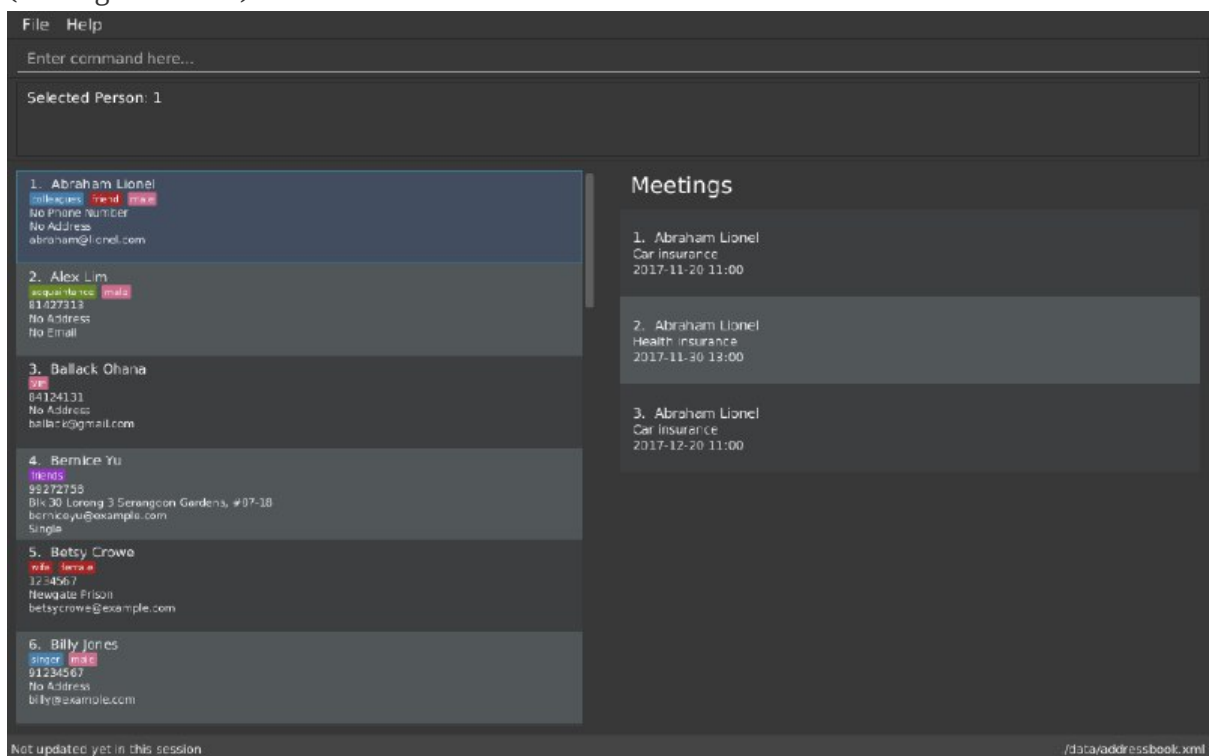 File Help
Enter command here...
Selected Person: 1
1. Abraham Lionel
colleagues friend male
No Phone Number
No Address
abraham@lionel.com
2. Alex Lim
acquaintance male
81427313
No Address
No Email
3. Ballack Ohana
84124131
No Address
ballack@gmail.com
4. Bernice Yu
friends
99272758
Blk 30 Lorong 3 Serangoon Gardens, #07-18
berniceyu@example.com
Single
5. Betsy Crowe
wife female
1234567
Newgate Prison
betsycrowe@example.com
6. Billy Jones
singer male
91234567
No Address
billy@example.com
Meetings
1. Abraham Lionel
Car insurance
2017-11-20 11:00
2. Abraham Lionel
Health insurance
2017-11-30 13:00
3. Abraham Lionel
Car insurance
2017-12-20 11:00
Not updated yet in this session
/data/addressbook.xml